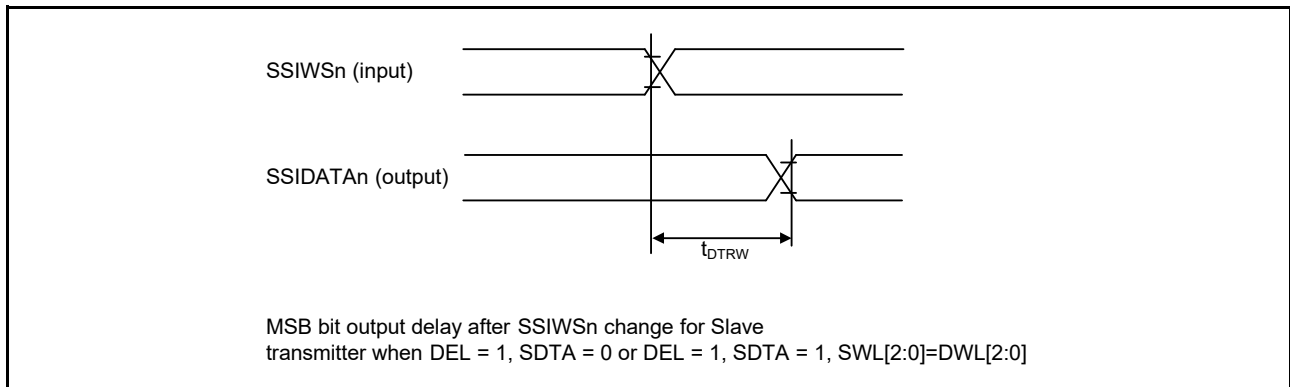 SSIWSn (input)
SSIDATAn (output)
tDTRW
MSB bit output delay after SSIWSn change for Slave
transmitter when DEL = 1, SDTA = 0 or DEL = 1, SDTA = 1, SWL[2:0]=DWL[2:0]